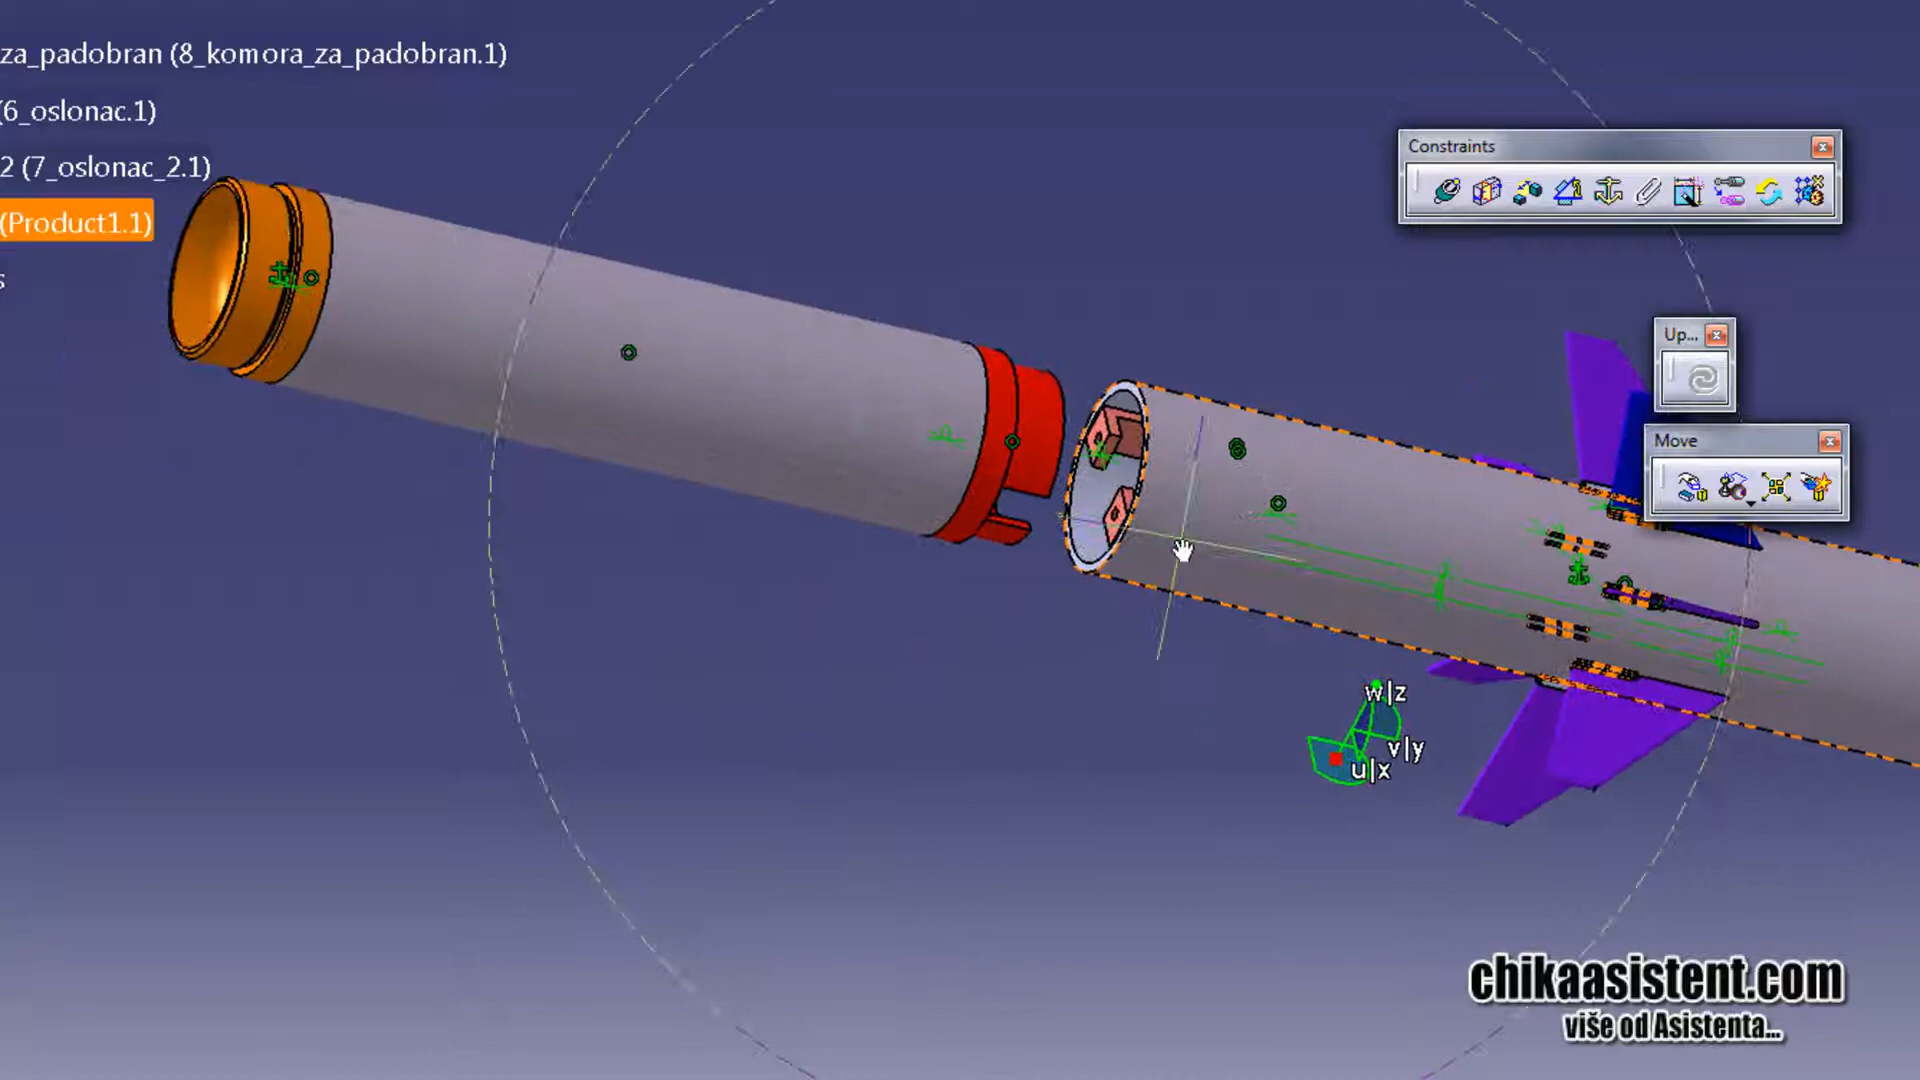 za_padobran (8_komora_za_padobran.1)
(6_oslonac.1)
2 (7_oslonac_2.1)
(Product1.1)
s
Constraints
Up...
Move
w|z
v|y
u|x
chikaasistent.com
više od Asistenta...